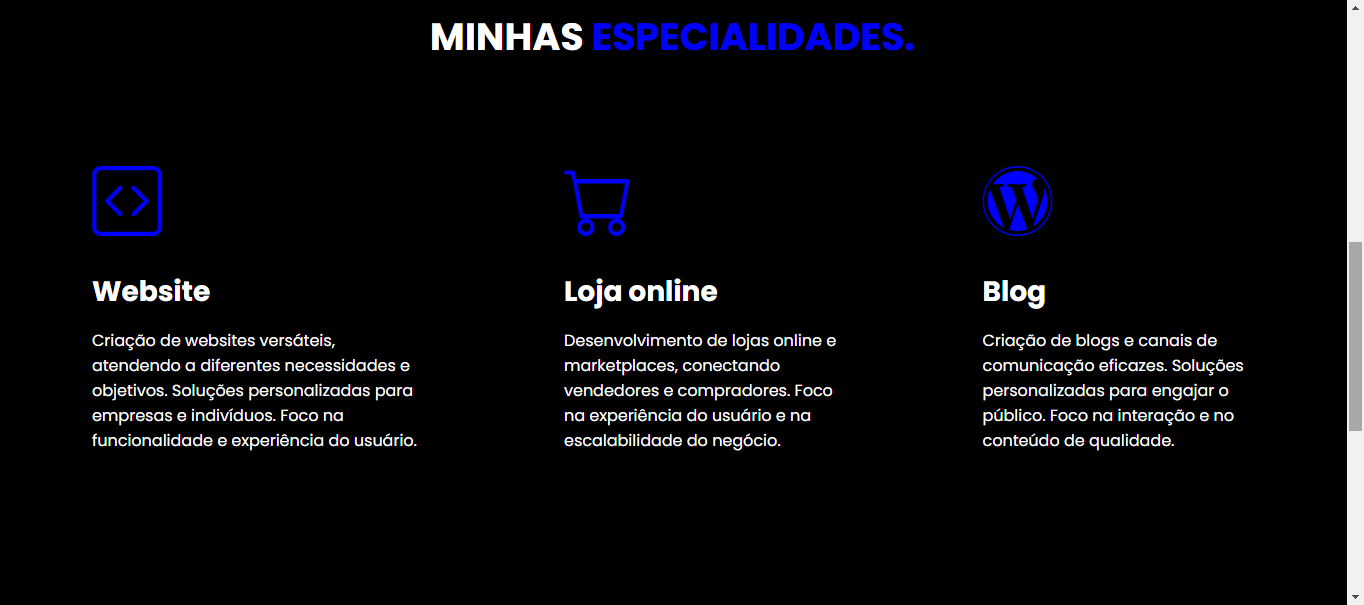 MINHAS ESPECIALIDADES.
Website
Criação de websites versáteis,
atendendo a diferentes necessidades e
objetivos. Soluções personalizadas para
empresas e indivíduos. Foco na
funcionalidade e experiência do usuário.
Loja online
Desenvolvimento de lojas online e
marketplaces, conectando
vendedores e compradores. Foco
na experiência do usuário e na
escalabilidade do negócio.
Blog
Criação de blogs e canais de
comunicação eficazes. Soluções
personalizadas para engajar o
público. Foco na interação e no
conteúdo de qualidade.